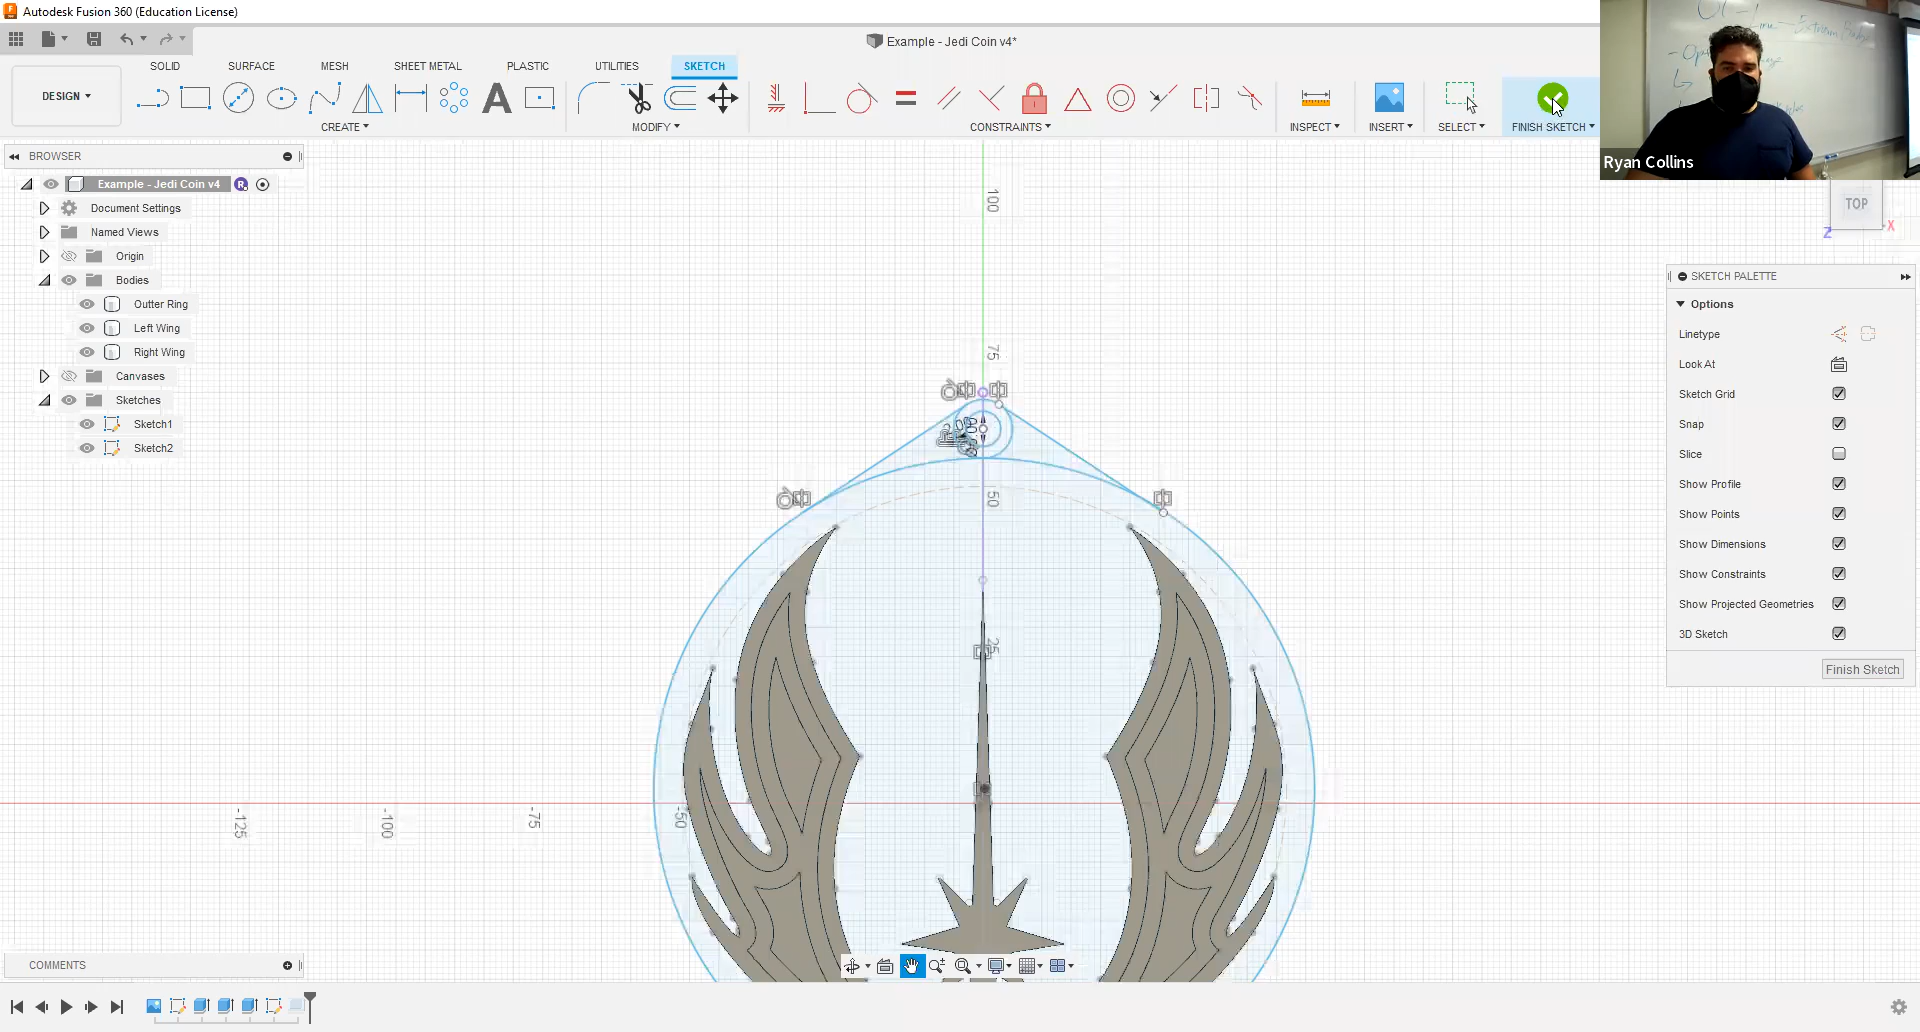 Autodesk Fusion 360 (Education License)
Example - Jedi Coin v4*
SOLID SURFACE MESH SHEET METAL PLASTIC UTILITIES SKETCH
DESIGN
CREATE MODIFY CONSTRAINTS INSPECT INSERT SELECT FINISH SKETCH
Ryan Collins
BROWSER
Example - Jedi Coin v4
R
Document Settings
Named Views
Origin
Bodies
Outter Ring
Left Wing
Right Wing
Canvases
Sketches
Sketch1
Sketch2
TOP
Z
X
SKETCH PALETTE
Options
Linetype
Look At
Sketch Grid
Snap
Slice
Show Profile
Show Points
Show Dimensions
Show Constraints
Show Projected Geometries
3D Sketch
Finish Sketch
100
75
50
25
-125
-100
-75
-50
COMMENTS